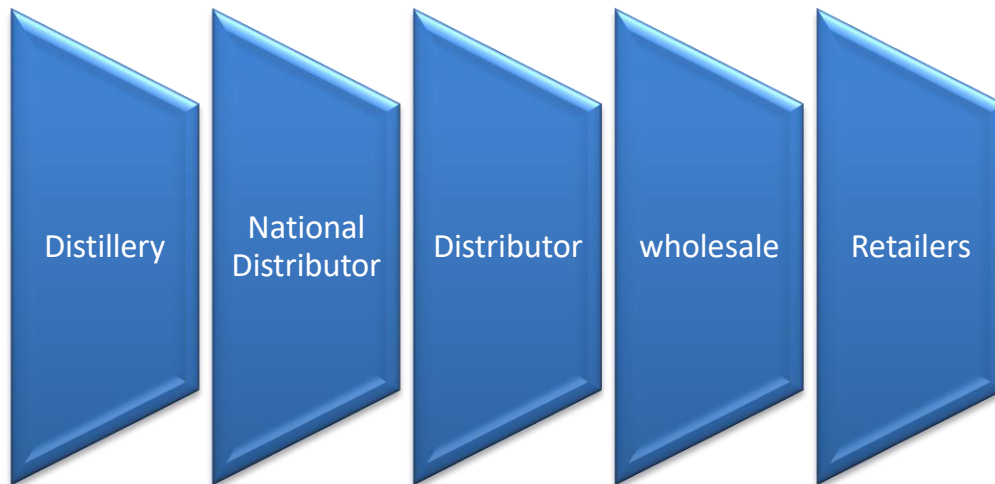 Distillery
National
Distributor
Distributor
wholesale
Retailers